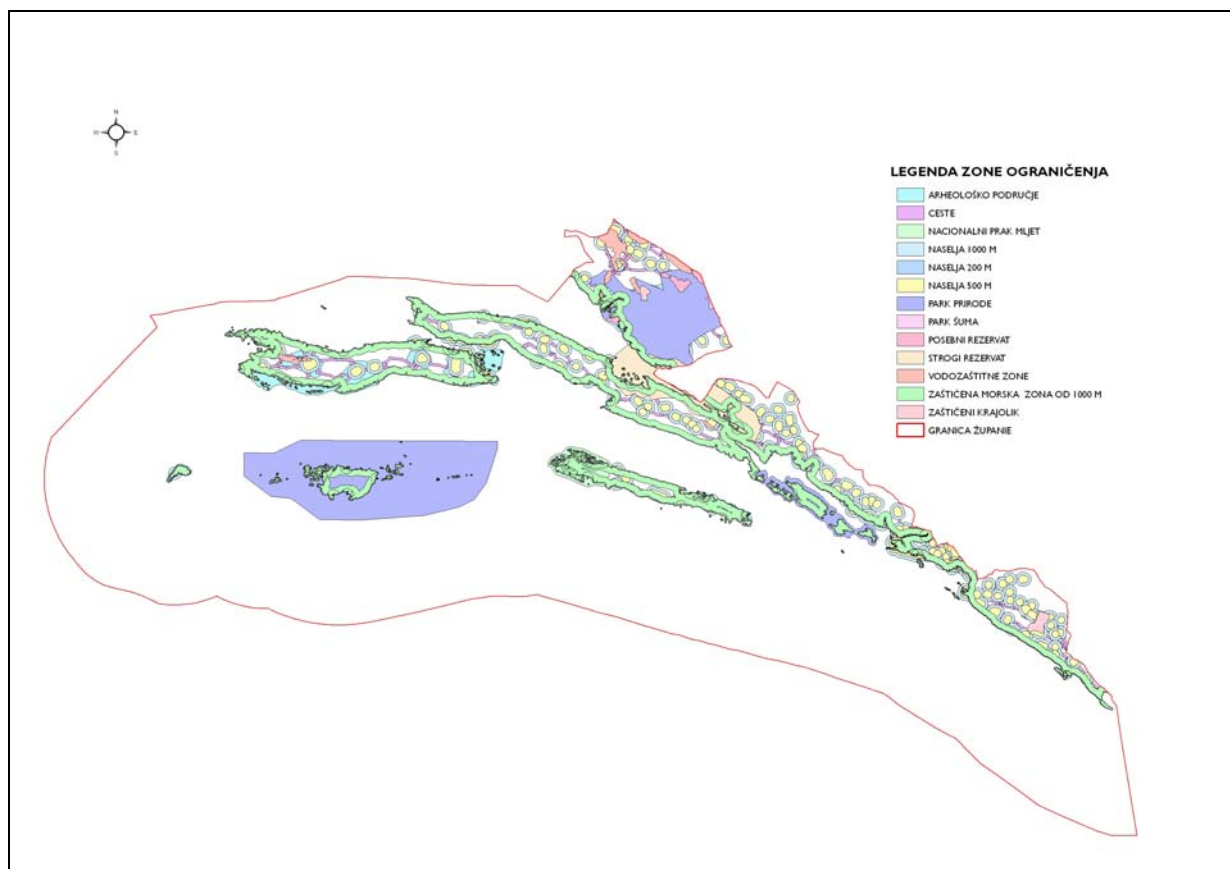 N
E
S
LEGENDA ZONE OGRANIČENJA
ARHEOLOŠKO PODRUČJE
CESTE
NACIONALNI PRAK MLJET
NASELJA 1000 M
NASELJA 200 M
NASELJA 500 M
PARK PRIRODE
PARK ŠUMA
POSEBNI REZERVAT
STROGI REZERVAT
VODOZAŠTITNE ZONE
ZAŠTIĆENA MORSKA ZONA OD 1000 M
ZAŠTIĆENI KRAJOLIK
GRANICA ŽUPANIE